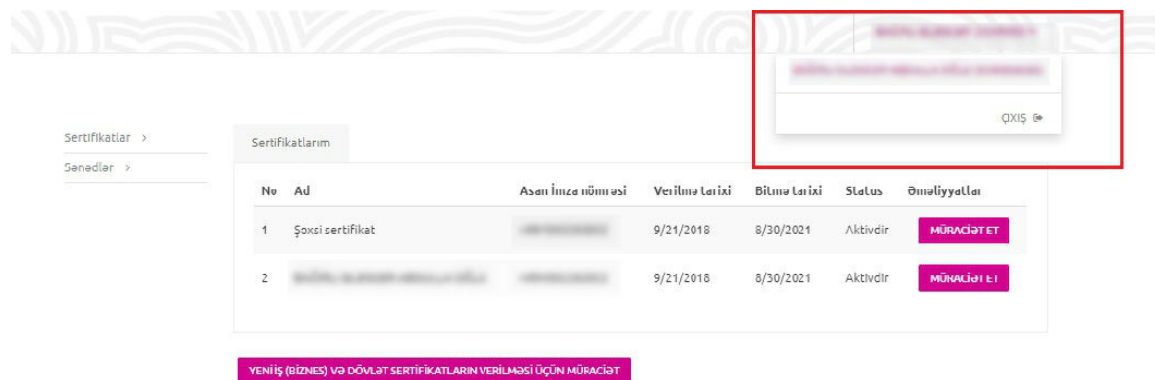 ÇIXIŞ
Sertifikatlar >
Sənədlər >
Sertifikatlarım
No Ad Asan İmza nömrəsi Verilmə tarixi Bitmə tarixi Status Əməliyyatlar
1 Şəxsi sertifikat 9/21/2018 8/30/2021 Aktivdir MÜRACİƏT ET
2 9/21/2018 8/30/2021 Aktivdir MÜRACİƏT ET
YENİ İŞ (BİZNES) VƏ DÖVLƏT SERTİFİKATLARIN VERİLMƏSİ ÜÇÜN MÜRACİƏT